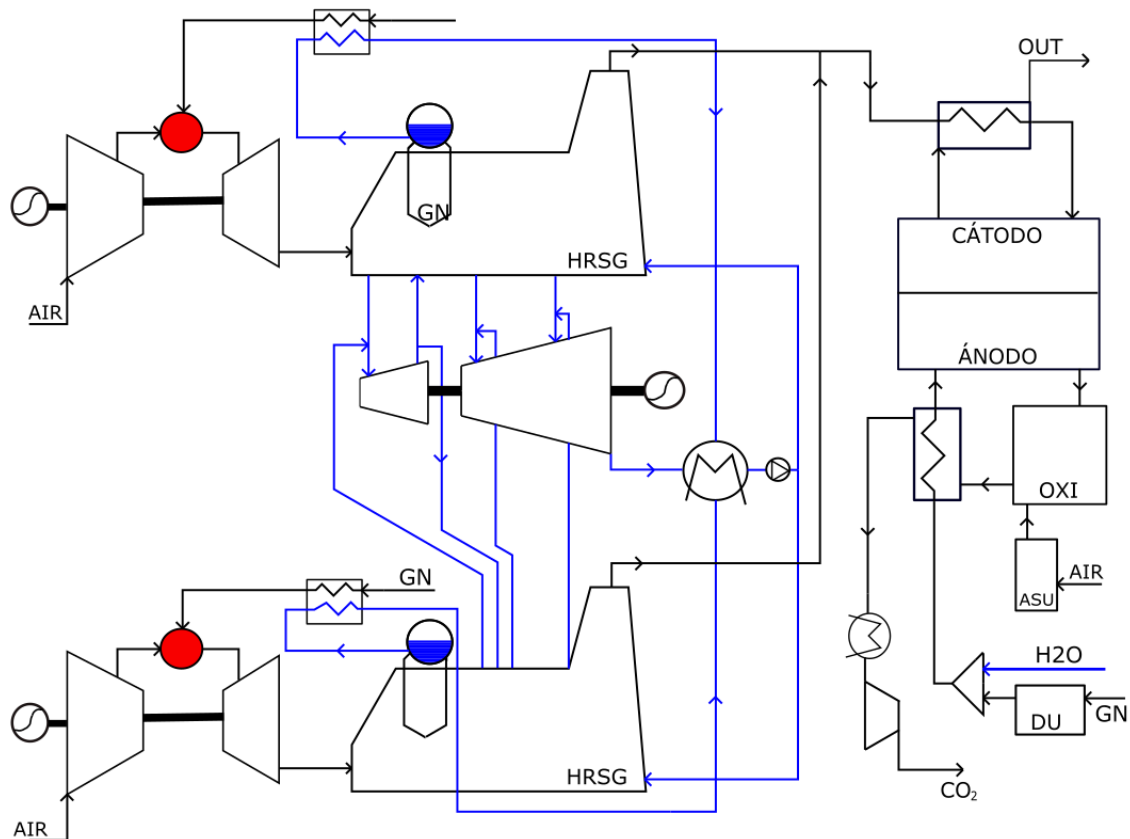 OUT
GN
CÁTODO
HRSG
AIR
ÁNODO
OXI
GN
AIR
ASU
H2O
DU
GN
HRSG
CO2
AIR